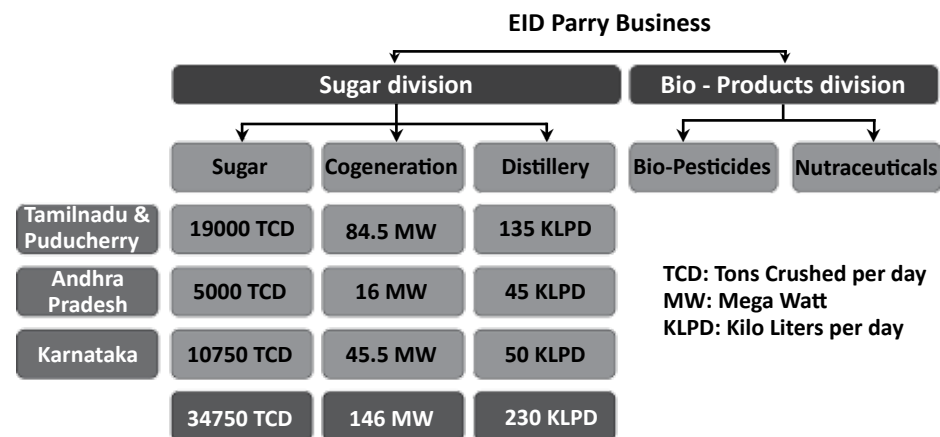 EID Parry Business
Sugar division
Bio - Products division
Sugar
Cogeneration
Distillery
Bio-Pesticides
Nutraceuticals
Tamilnadu &
Puducherry
19000 TCD
84.5 MW
135 KLPD
Andhra
Pradesh
5000 TCD
16 MW
45 KLPD
Karnataka
10750 TCD
45.5 MW
50 KLPD
34750 TCD
146 MW
230 KLPD
TCD: Tons Crushed per day
MW: Mega Watt
KLPD: Kilo Liters per day